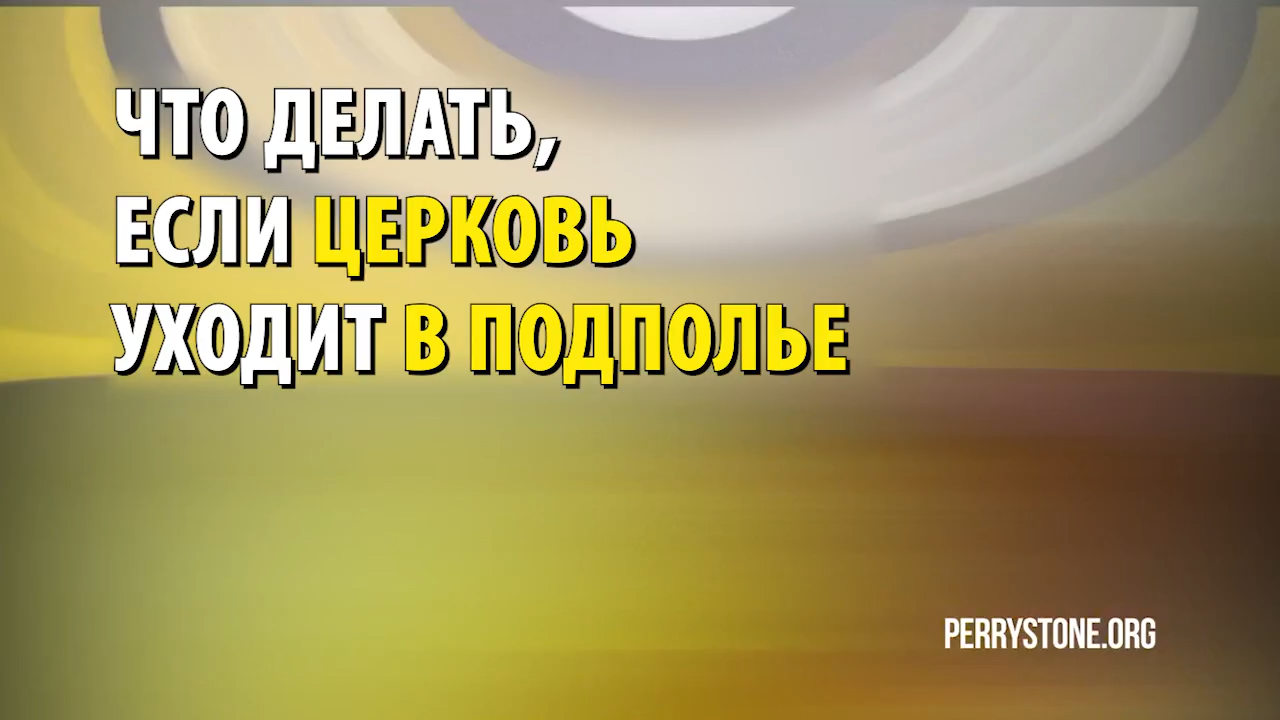 ЧТО ДЕЛАТЬ,
ЕСЛИ ЦЕРКОВЬ
УХОДИТ В ПОДПОЛЬЕ
PERRYSTONE.ORG